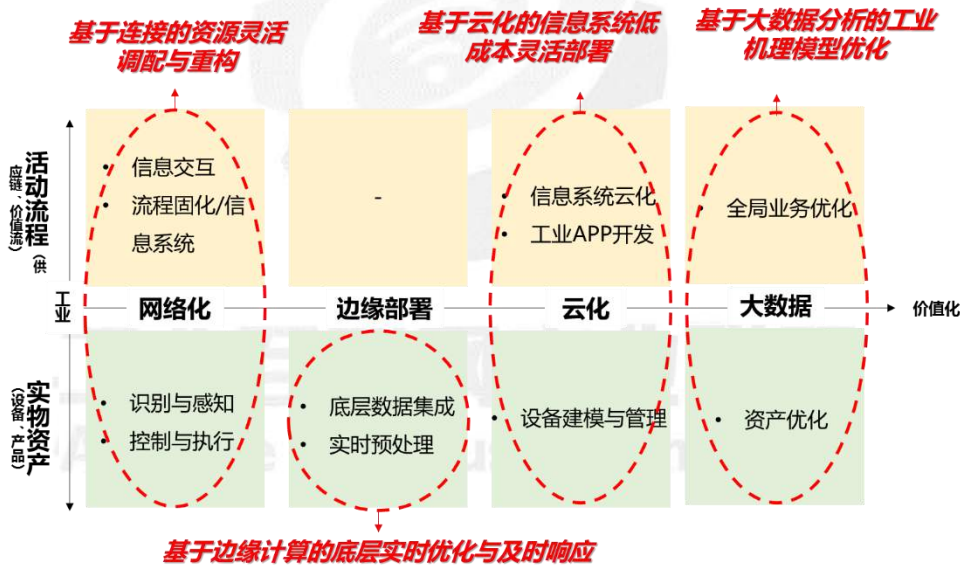 基于连接的资源灵活
调配与重构
基于云化的信息系统低
成本灵活部署
基于大数据分析的工业
机理模型优化
活动流程（供
应链、价值流）
• 信息交互
• 流程固化/信
息系统
-
• 信息系统云化
• 工业APP开发
• 全局业务优化
工业
网络化
边缘部署
云化
大数据
价值化
实物资产
（设备、产品）
• 识别与感知
• 控制与执行
• 底层数据集成
• 实时预处理
• 设备建模与管理
• 资产优化
基于边缘计算的底层实时优化与及时响应